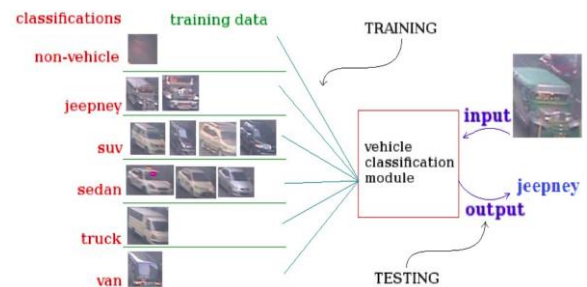 classifications
training data
TRAINING
non-vehicle
jeepney
suv
sedan
truck
van
vehicle
classification
module
input
jeepney
output
TESTING